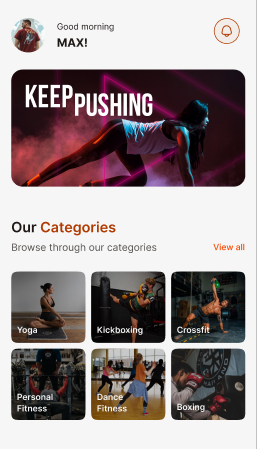 Good morning
MAX!
KEEP PUSHING
Our Categories
Browse through our categories
View all
Yoga
Kickboxing
Crossfit
Personal
Fitness
Dance
Fitness
Boxing